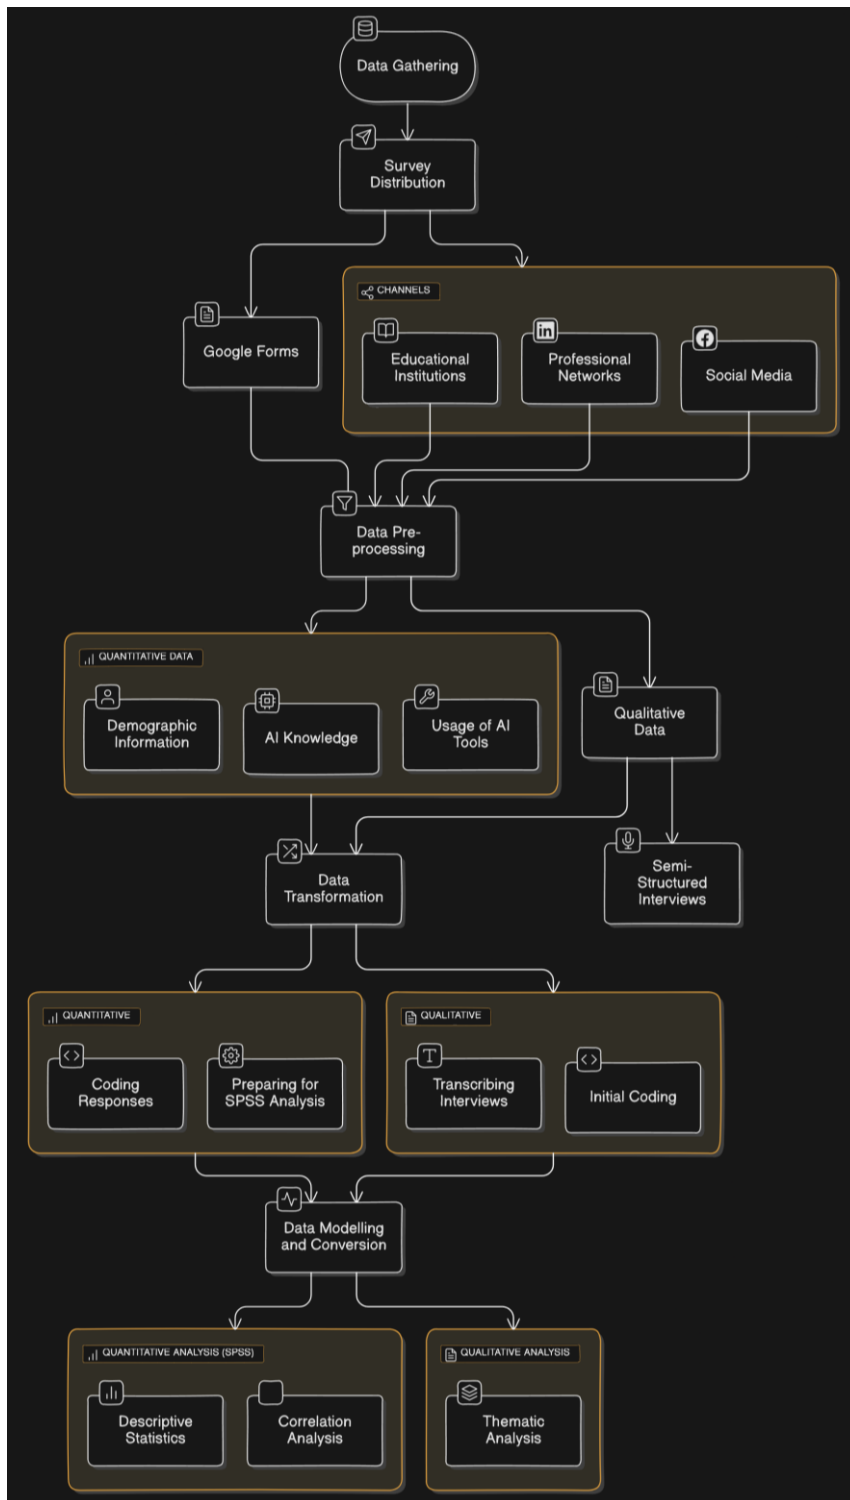 Data Gathering
Survey
Distribution
CHANNELS
Google Forms
Educational
Institutions
Professional
Networks
Social Media
Data Pre-
processing
QUANTITATIVE DATA
Demographic
Information
AI Knowledge
Usage of AI
Tools
Qualitative
Data
Data
Transformation
Semi-
Structured
Interviews
QUANTITATIVE
Coding
Responses
Preparing for
SPSS Analysis
QUALITATIVE
Transcribing
Interviews
Initial Coding
Data Modelling
and Conversion
QUANTITATIVE ANALYSIS (SPSS)
Descriptive
Statistics
Correlation
Analysis
QUALITATIVE ANALYSIS
Thematic
Analysis